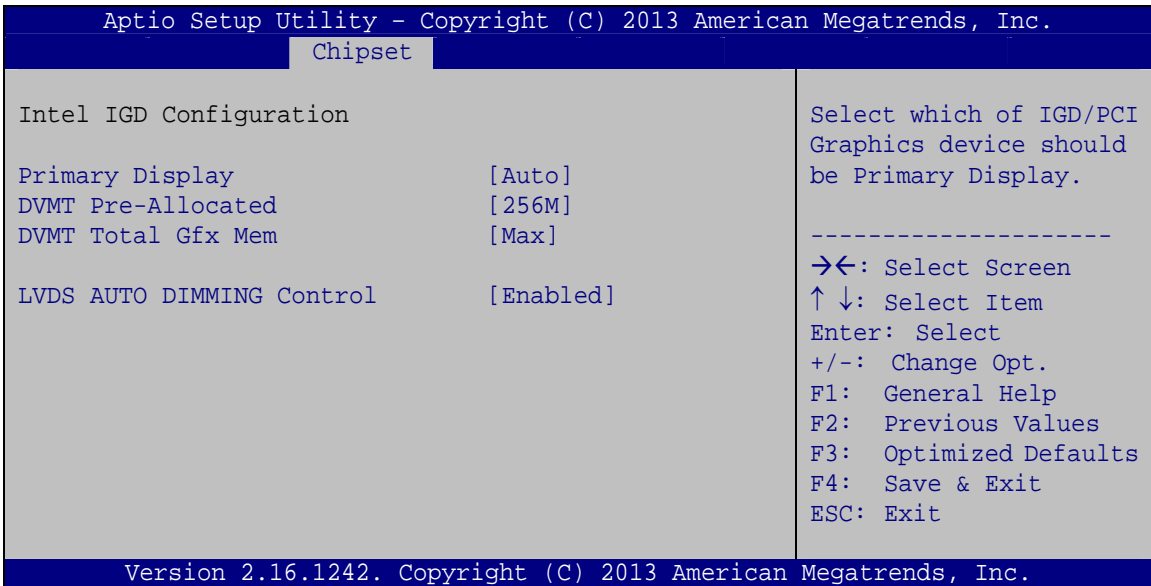 Aptio Setup Utility – Copyright (C) 2013 American Megatrends, Inc.
Chipset
Intel IGD Configuration
Primary Display [Auto]
DVMT Pre-Allocated [256M]
DVMT Total Gfx Mem [Max]
LVDS AUTO DIMMING Control [Enabled]
Select which of IGD/PCI
Graphics device should
be Primary Display.
---------------------
→←: Select Screen
↑ ↓: Select Item
Enter: Select
+/-: Change Opt.
F1: General Help
F2: Previous Values
F3: Optimized Defaults
F4: Save & Exit
ESC: Exit
Version 2.16.1242. Copyright (C) 2013 American Megatrends, Inc.